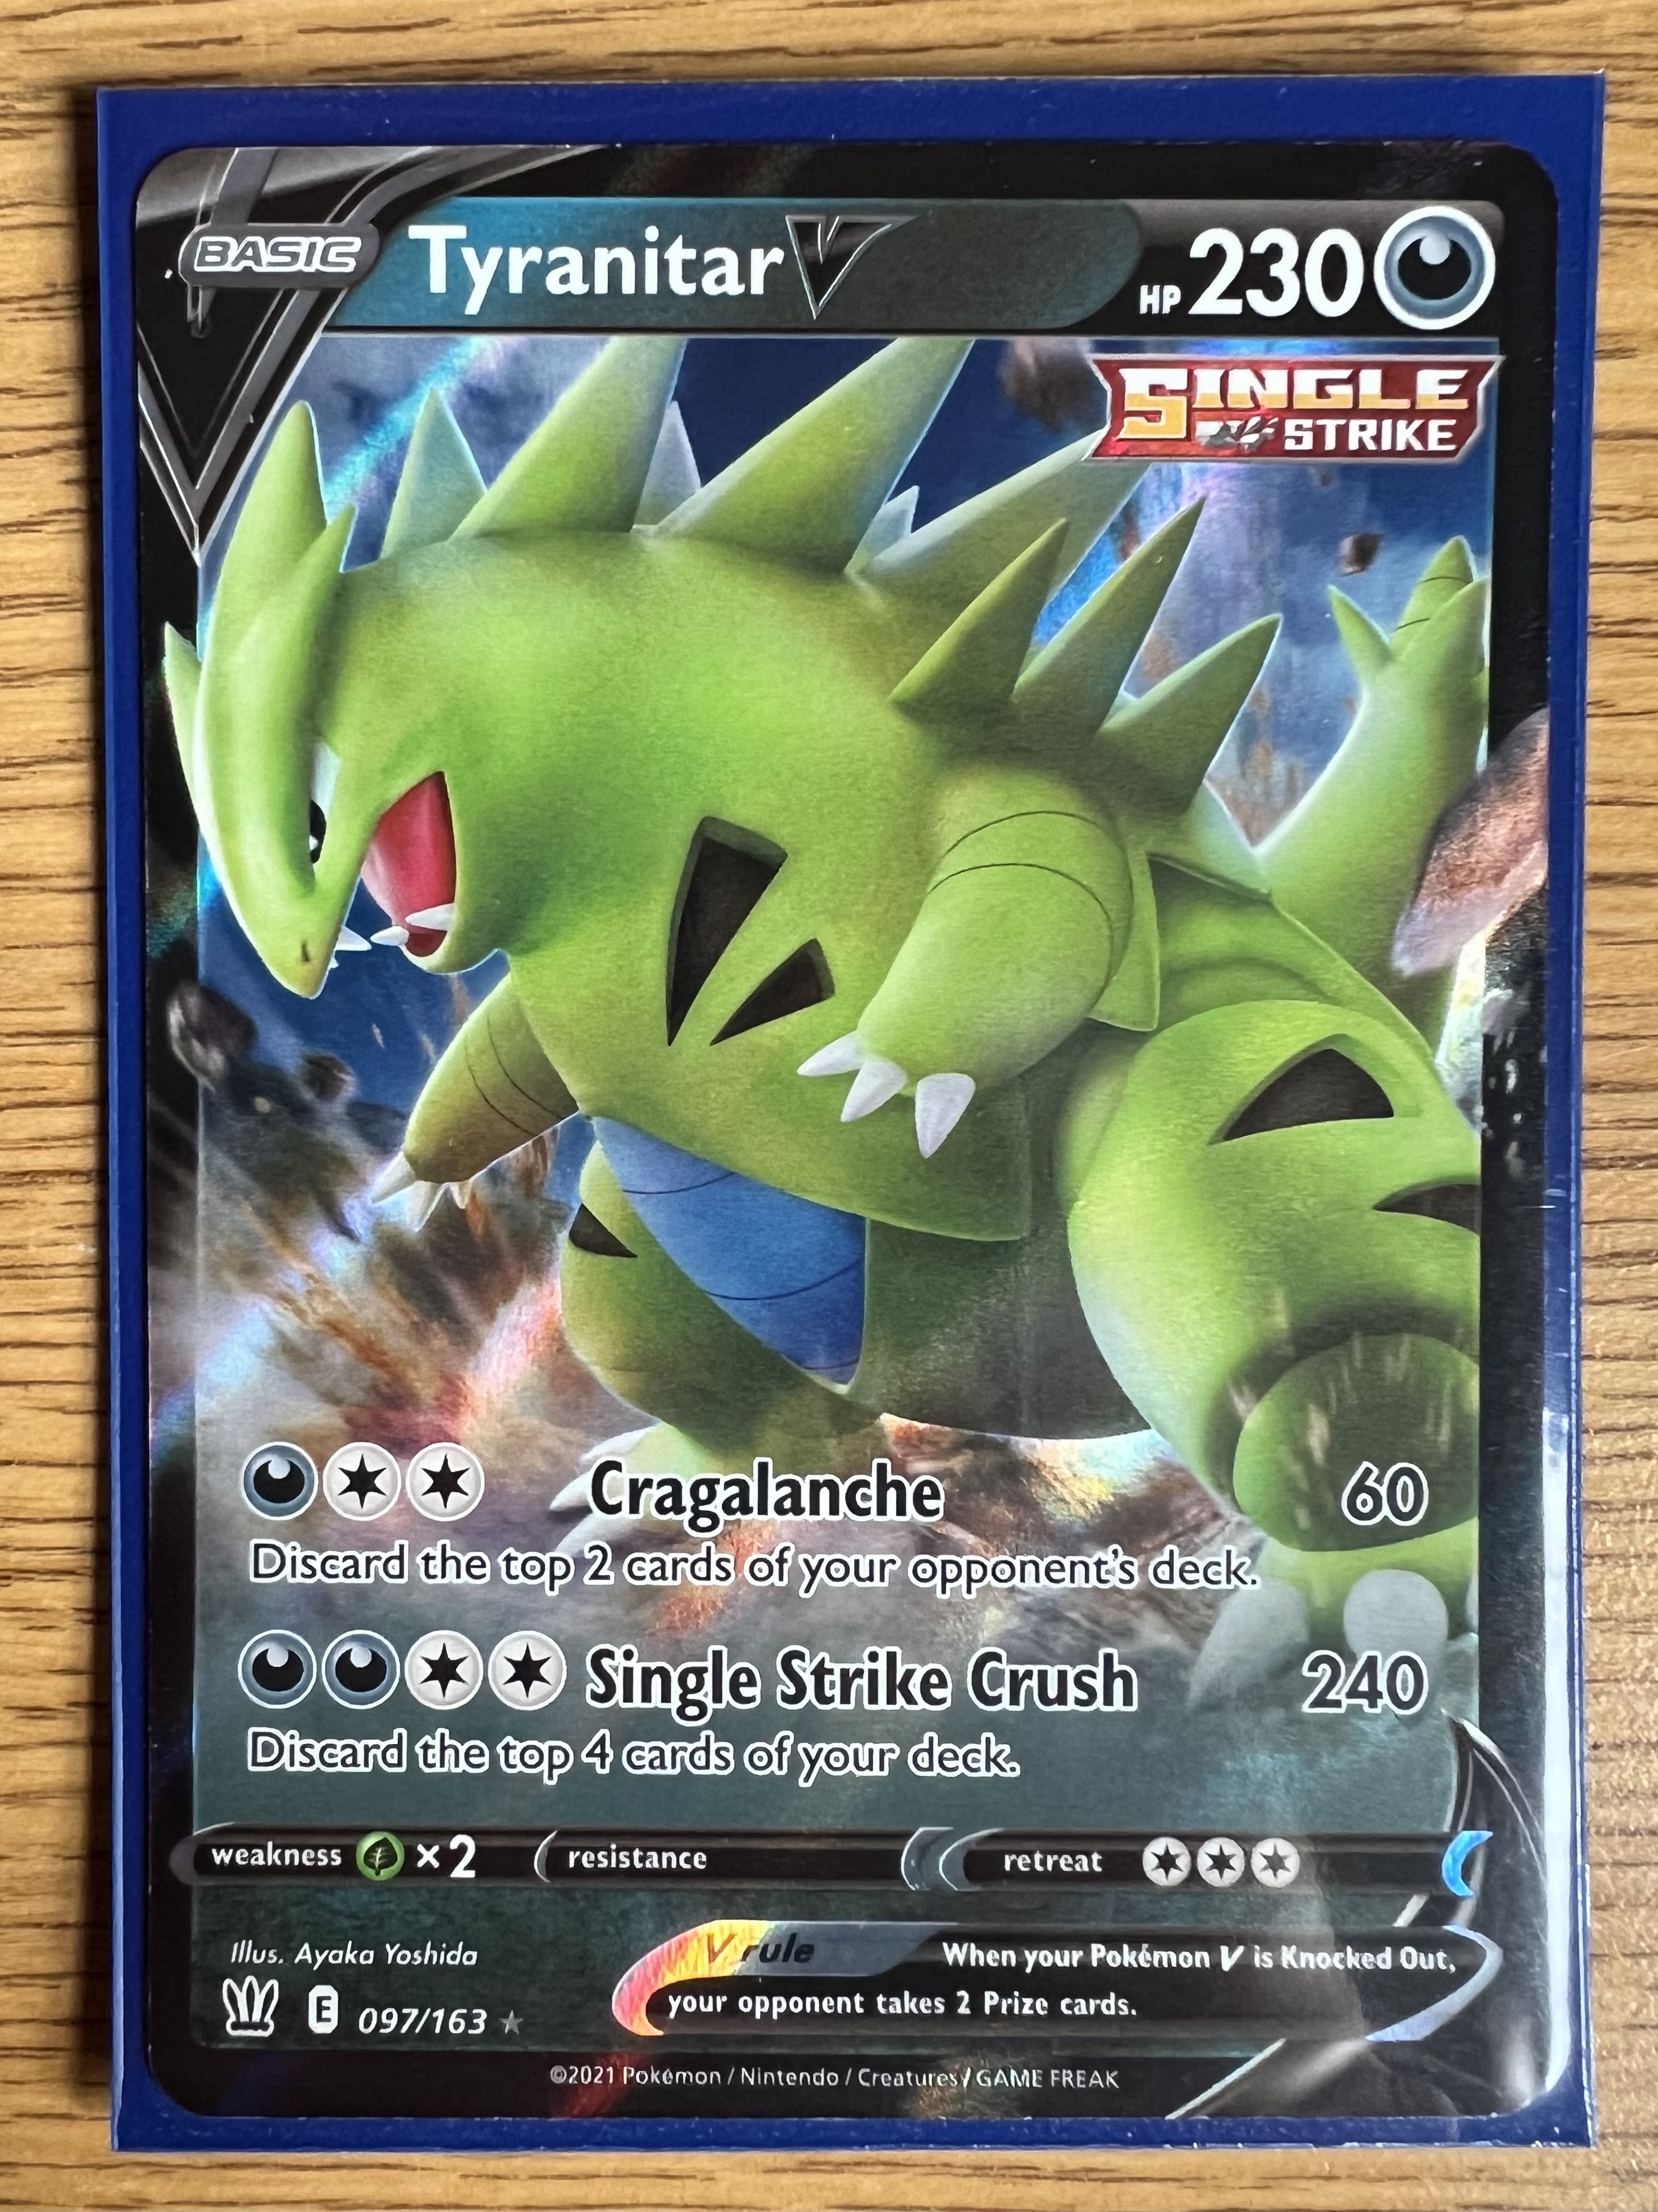 BASIC Tyranitar V HP 230
SINGLE
STRIKE
Cragalanche 60
Discard the top 2 cards of your opponent's deck.
Single Strike Crush 240
Discard the top 4 cards of your deck.
weakness ×2 resistance retreat
Illus. Ayaka Yoshida
V rule When your Pokémon V is Knocked Out,
your opponent takes 2 Prize cards.
E 097/163
©2021 Pokémon / Nintendo / Creatures / GAME FREAK